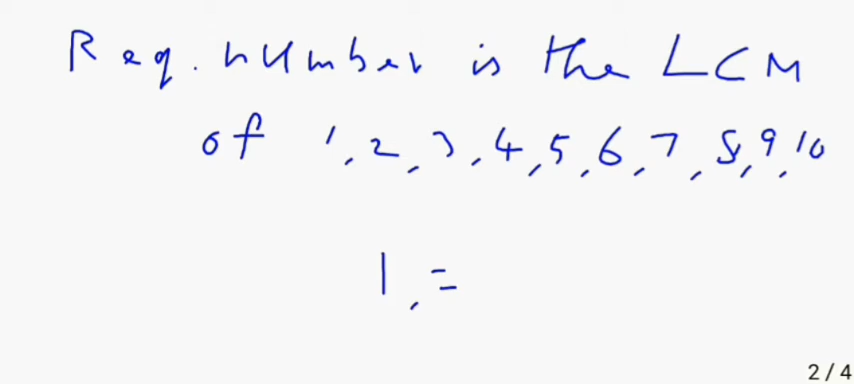 Req. number is the LCM
of 1, 2, 3, 4, 5, 6, 7, 8, 9, 10
1, =
2 / 4